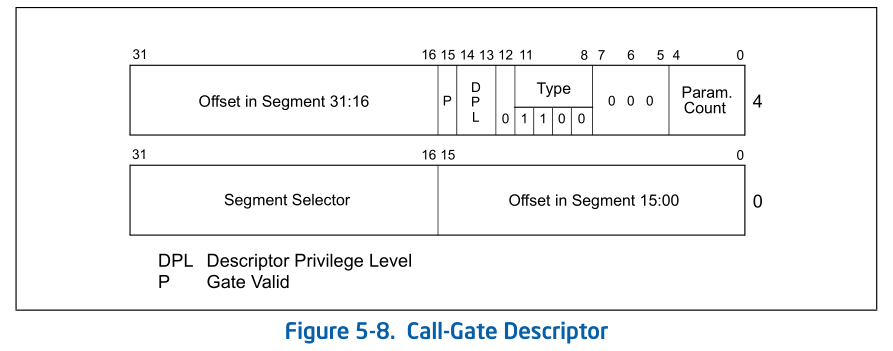 31 16 15 14 13 12 11 8 7 6 5 4 0
Offset in Segment 31:16 P D P L 0 Type 1 1 0 0 0 0 0 Param. Count 4
31 16 15 0
Segment Selector Offset in Segment 15:00 0
DPL Descriptor Privilege Level
P Gate Valid
Figure 5-8. Call-Gate Descriptor